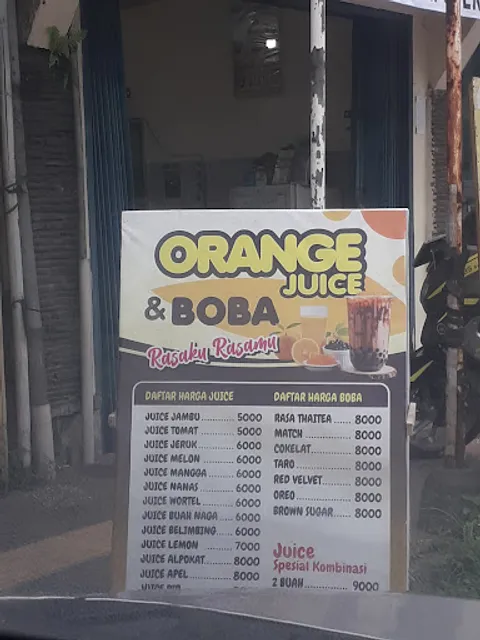 ORANGE
JUICE
& BOBA
Rasaku Rasamu
DAFTAR HARGA JUICE
JUICE JAMBU........... 5000
JUICE TOMAT........... 5000
JUICE JERUK........... 6000
JUICE MELON........... 6000
JUICE MANGGA........ 6000
JUICE NANAS........... 6000
JUICE WORTEL......... 6000
JUICE BUAH NAGA.... 6000
JUICE BELIMBING..... 6000
JUICE LEMON........... 7000
JUICE ALPOKAT........ 8000
JUICE APEL............. 8000
DAFTAR HARGA BOBA
RASA THAITEA....... 8000
MATCH.................. 8000
COKELAT............... 8000
TARO.................... 8000
RED VELVET.......... 8000
OREO.................... 8000
BROWN SUGAR...... 8000
Juice
Spesial Kombinasi
2 BUAH................. 9000